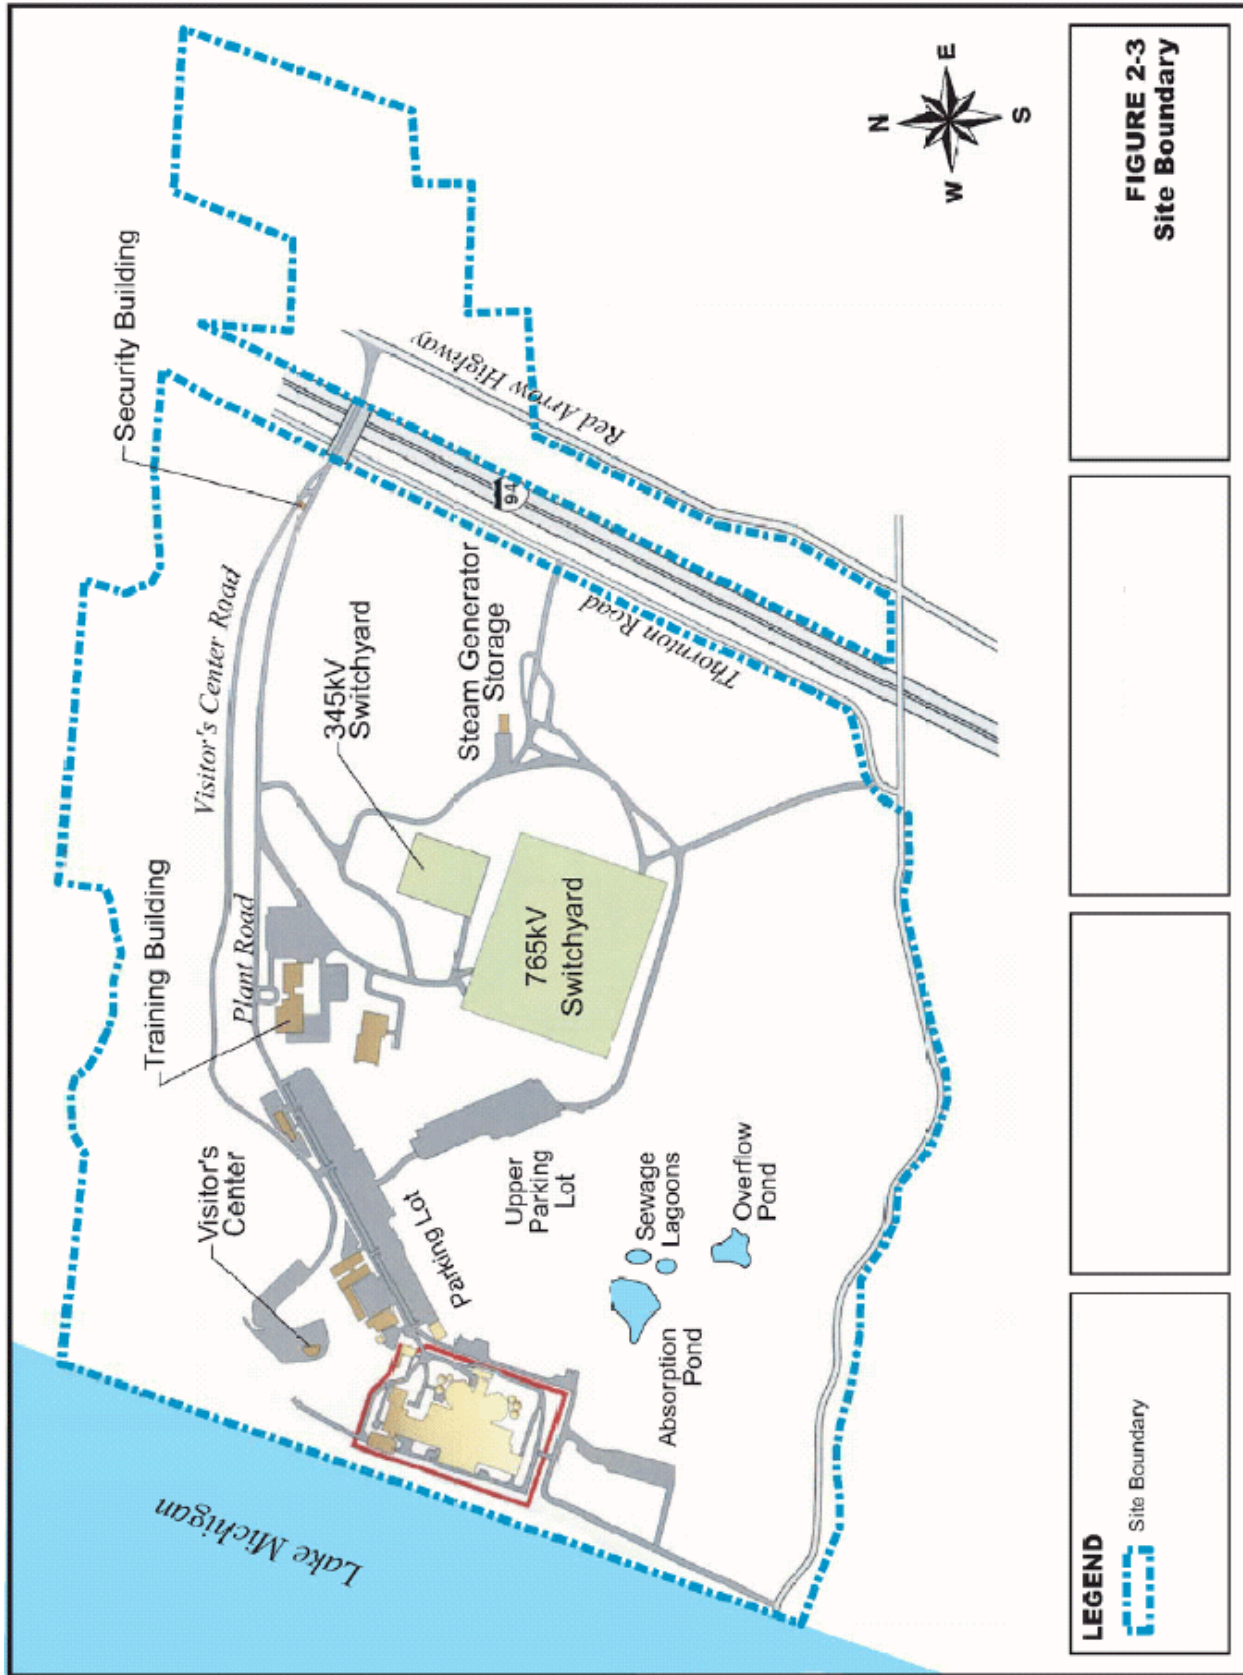 FIGURE 2-3
Site Boundary
N
E
S
W
Security Building
Visitor's Center Road
Red Arrow Highway
94
345kV
Switchyard
Steam Generator
Storage
Thornton Road
Training Building
Plant Road
765kV
Switchyard
Visitor's
Center
Parking Lot
Upper
Parking
Lot
Sewage
Lagoons
Overflow
Pond
Absorption
Pond
Lake Michigan
LEGEND
Site Boundary